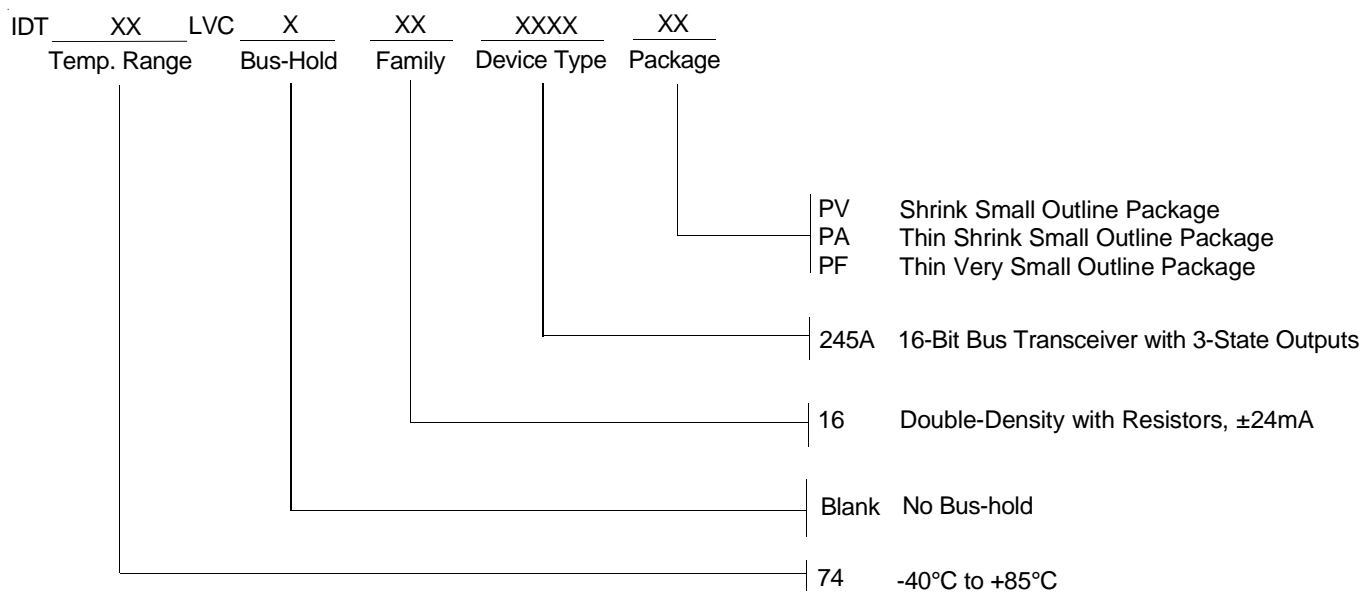 IDT XX LVC X XX XXXX XX
Temp. Range Bus-Hold Family Device Type Package
PV Shrink Small Outline Package
PA Thin Shrink Small Outline Package
PF Thin Very Small Outline Package
245A 16-Bit Bus Transceiver with 3-State Outputs
16 Double-Density with Resistors, ±24mA
Blank No Bus-hold
74 -40°C to +85°C